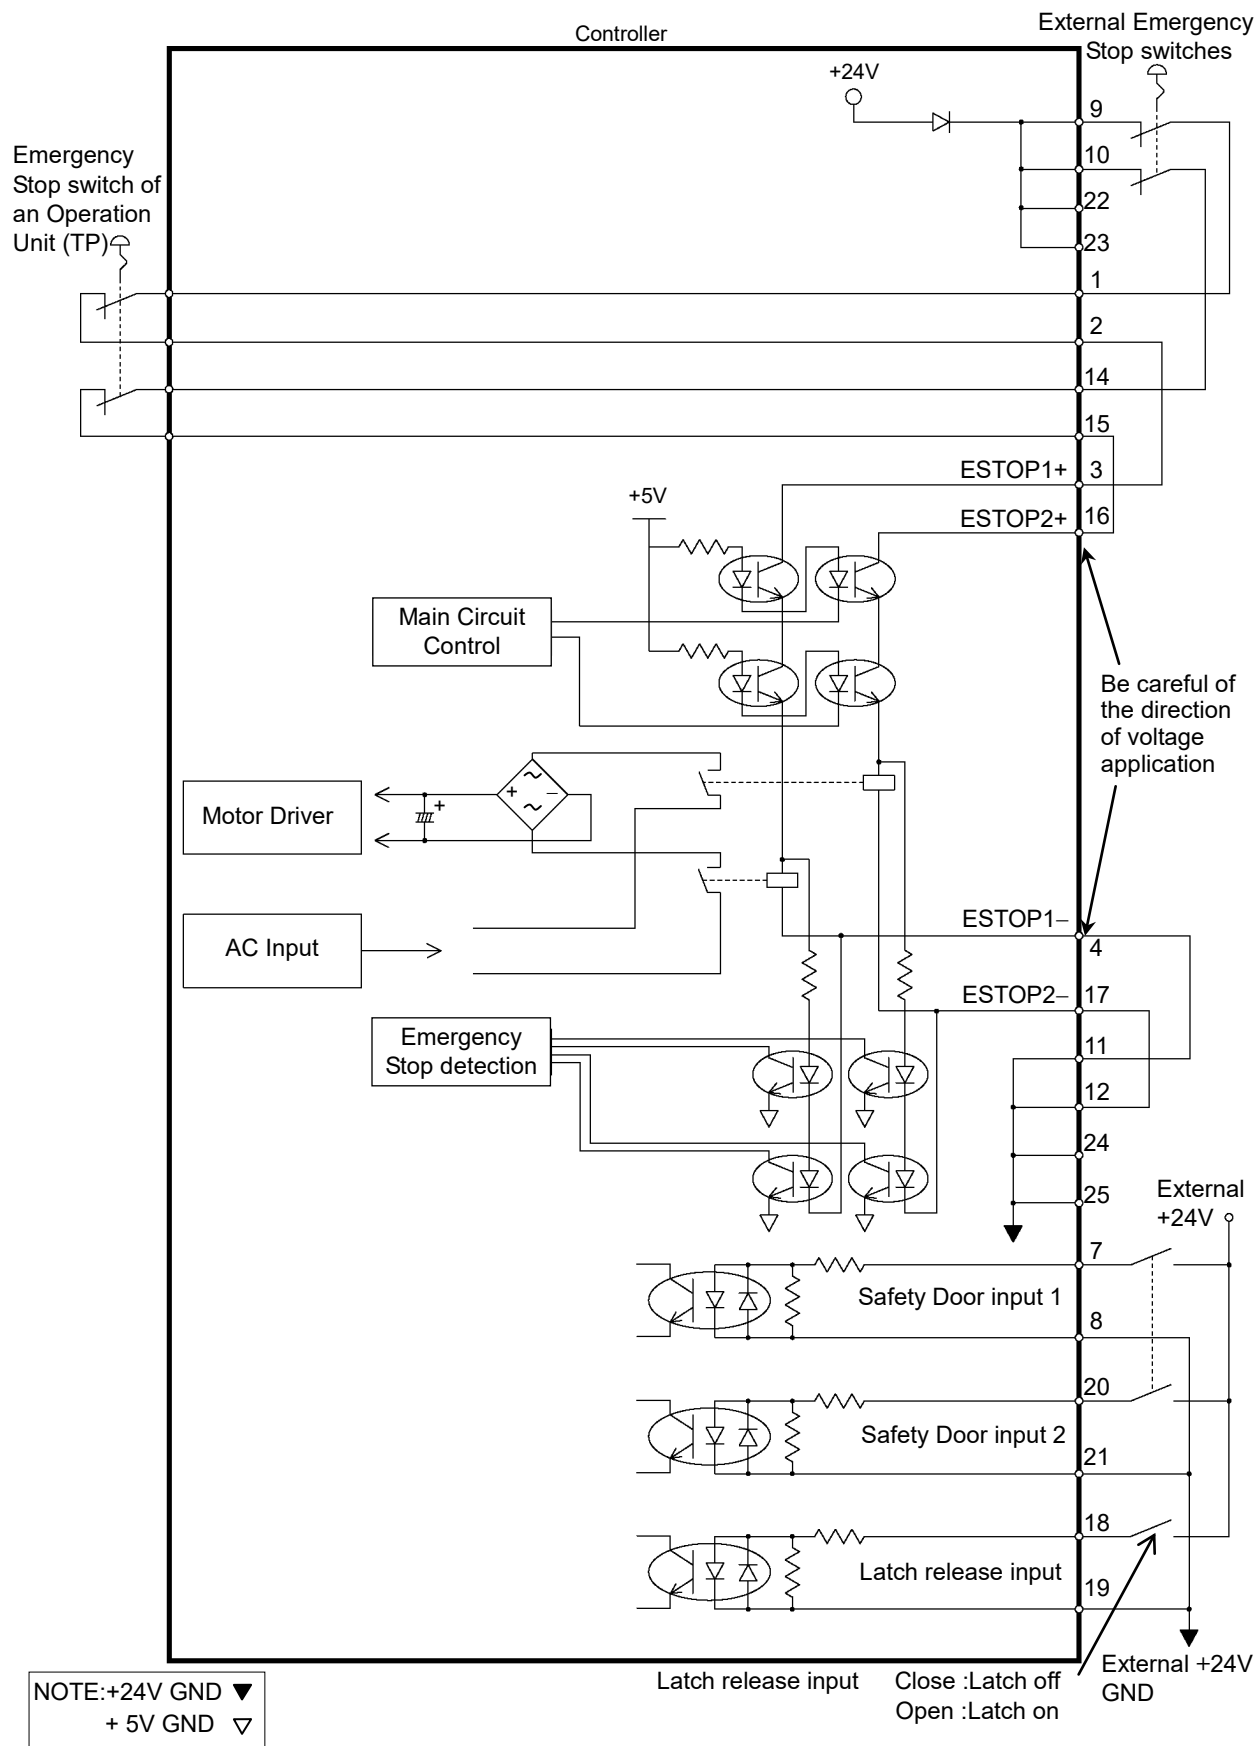 Controller
External Emergency
Stop switches
+24V
9
10
22
23
Emergency
Stop switch of
an Operation
Unit (TP)
1
2
14
15
ESTOP1+
3
ESTOP2+
16
+5V
Main Circuit
Control
Be careful of
the direction
of voltage
application
Motor Driver
+
+
~
−
~
AC Input
ESTOP1−
4
ESTOP2−
17
Emergency
Stop detection
11
12
24
25
External
+24V
7
Safety Door input 1
8
20
Safety Door input 2
21
18
Latch release input
19
External +24V
GND
Latch release input Close :Latch off
Open :Latch on
NOTE:+24V GND ▼
+ 5V GND ▽